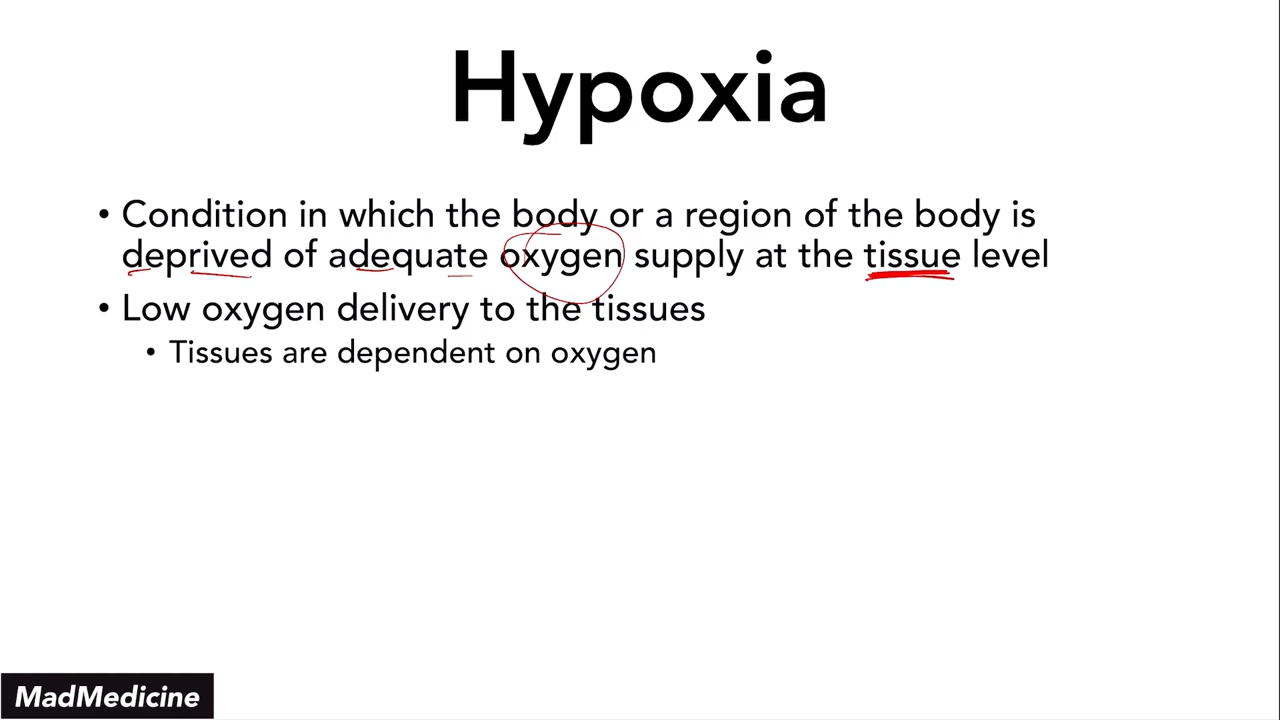 Hypoxia
• Condition in which the body or a region of the body is
deprived of adequate oxygen supply at the tissue level
• Low oxygen delivery to the tissues
• Tissues are dependent on oxygen
MadMedicine